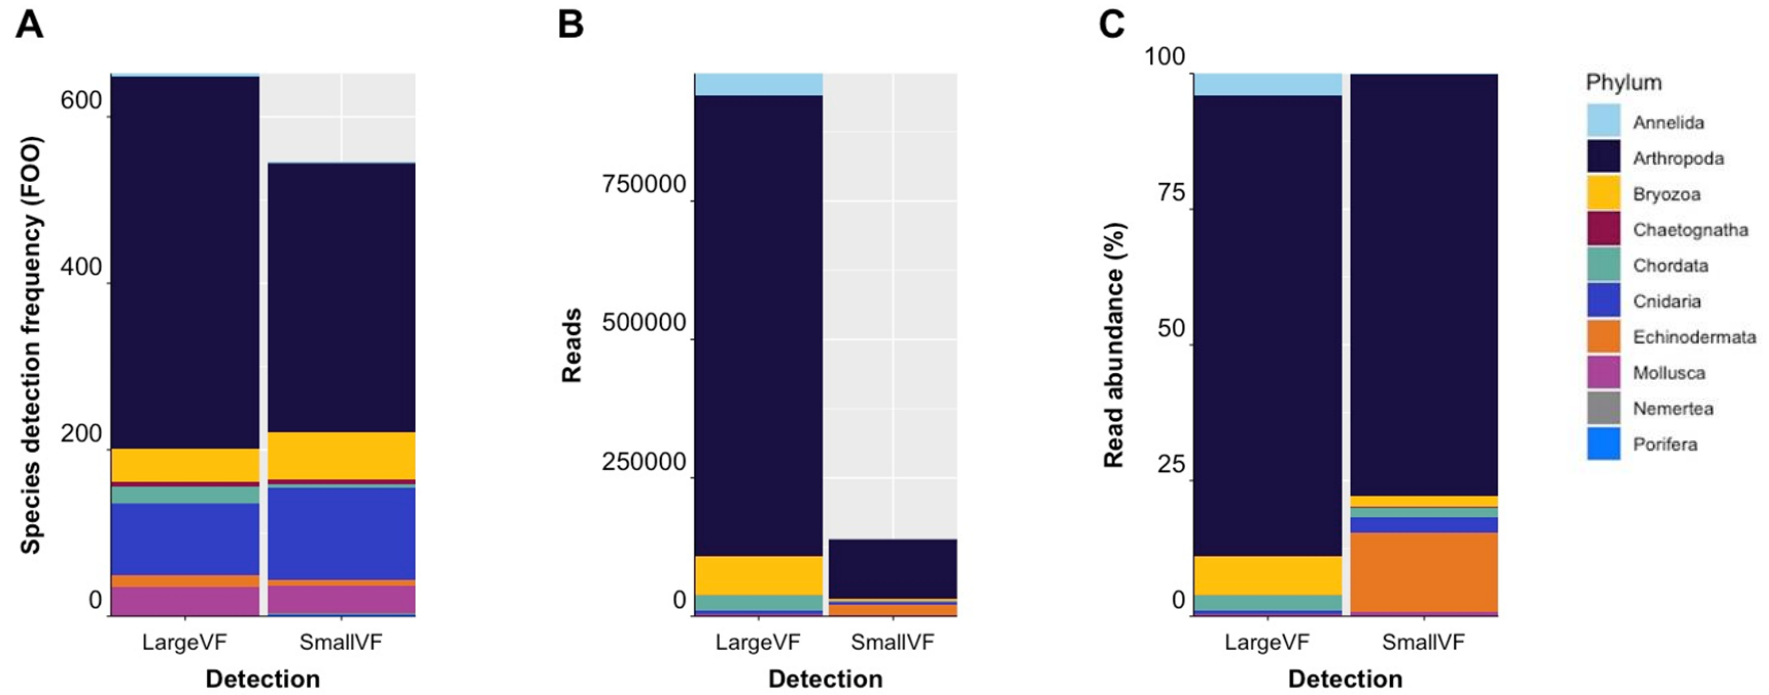 A
Species detection frequency (FOO)
600
400
200
0
LargeVF
SmallVF
Detection
B
Reads
750000
500000
250000
0
LargeVF
SmallVF
Detection
C
Read abundance (%)
100
75
50
25
0
LargeVF
SmallVF
Detection
Phylum
Annelida
Arthropoda
Bryozoa
Chaetognatha
Chordata
Cnidaria
Echinodermata
Mollusca
Nemertea
Porifera